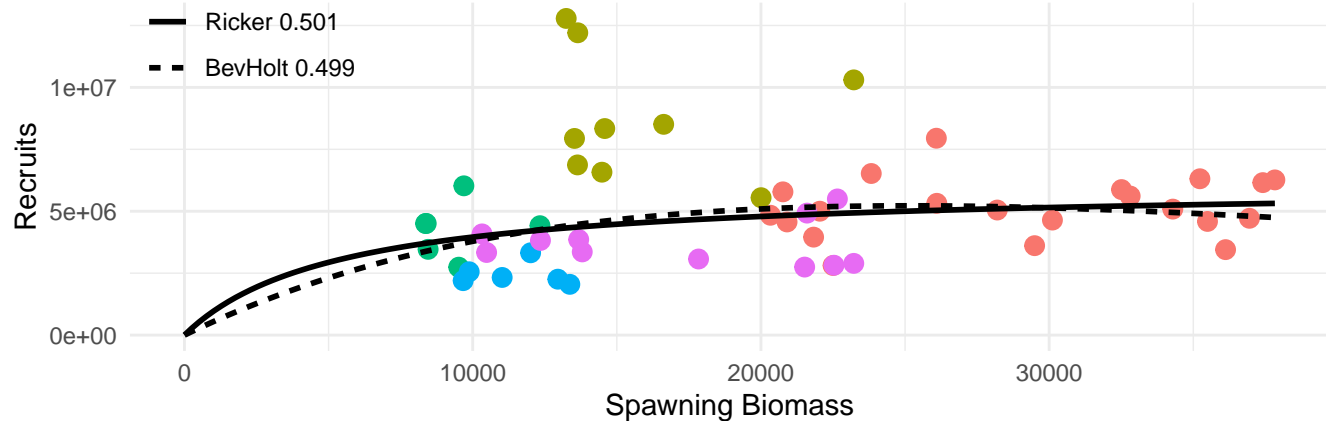 Ricker 0.501
BevHolt 0.499
Recruits
1e+07
5e+06
0e+00
0 10000 20000 30000
Spawning Biomass